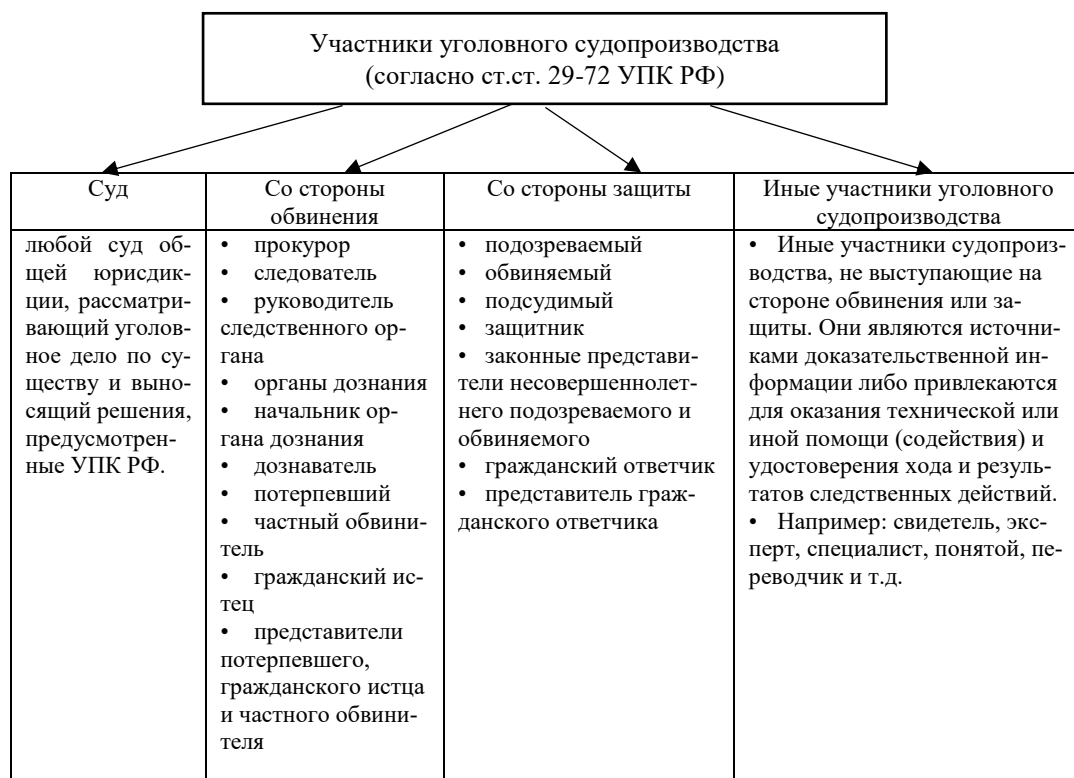 Участники уголовного судопроизводства
(согласно ст.ст. 29-72 УПК РФ)
Суд
любой суд об-
щей юрисдик-
ции, рассматри-
вающий уголов-
ное дело по су-
ществу и выно-
сящий решения,
предусмотрен-
ные УПК РФ.
Со стороны
обвинения
• прокурор
• следователь
• руководитель
следственного ор-
гана
• органы дознания
• начальник ор-
гана дознания
• дознаватель
• потерпевший
• частный обвини-
тель
• гражданский ис-
тец
• представители
потерпевшего,
гражданского истца
и частного обвини-
теля
Со стороны защиты
• подозреваемый
• обвиняемый
• подсудимый
• защитник
• законные представи-
тели несовершеннолет-
него подозреваемого и
обвиняемого
• гражданский ответчик
• представитель граж-
данского ответчика
Иные участники уголовного
судопроизводства
• Иные участники судопроиз-
водства, не выступающие на
стороне обвинения или за-
щиты. Они являются источни-
ками доказательственной ин-
формации либо привлекаются
для оказания технической или
иной помощи (содействия) и
удостоверения хода и резуль-
татов следственных действий.
• Например: свидетель, экс-
перт, специалист, понятой, пе-
реводчик и т.д.